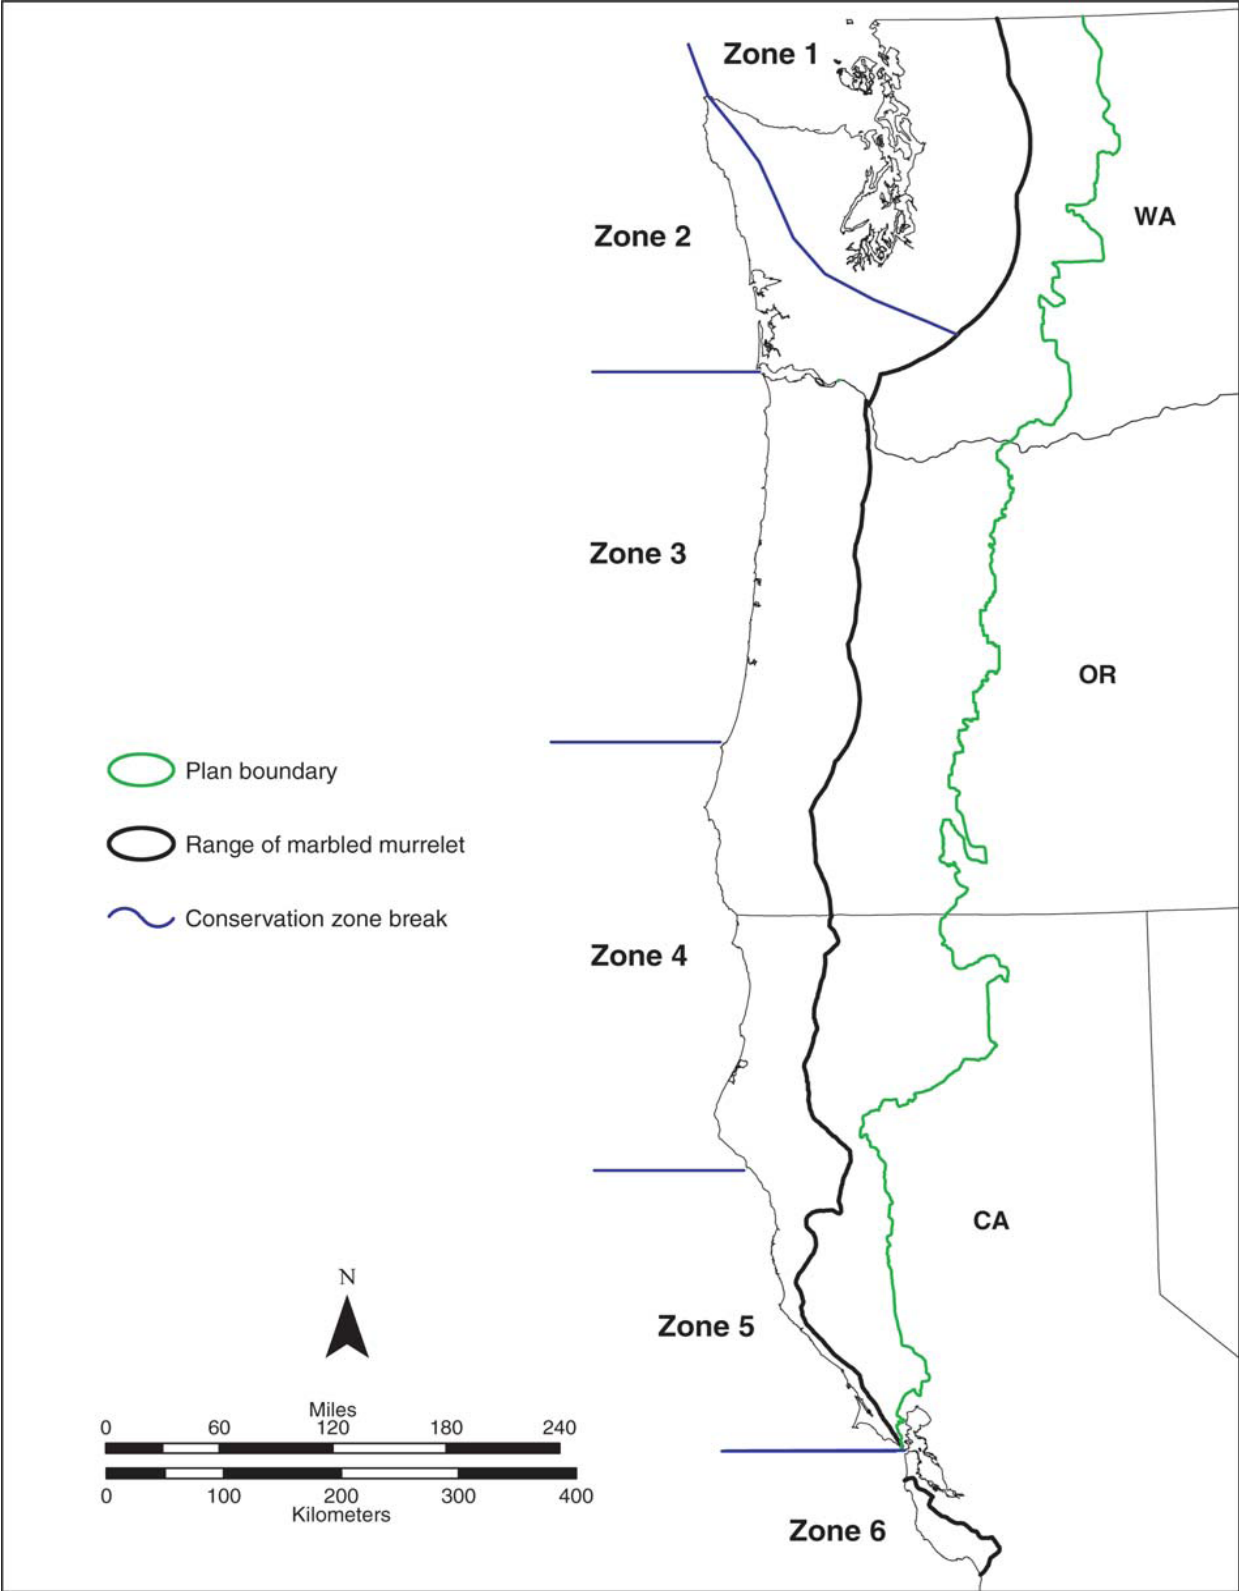 Zone 1
WA
Zone 2
Zone 3
OR
Plan boundary
Range of marbled murrelet
Conservation zone break
Zone 4
CA
N
Zone 5
Miles
0 60 120 180 240
0 100 200 300 400
Kilometers
Zone 6